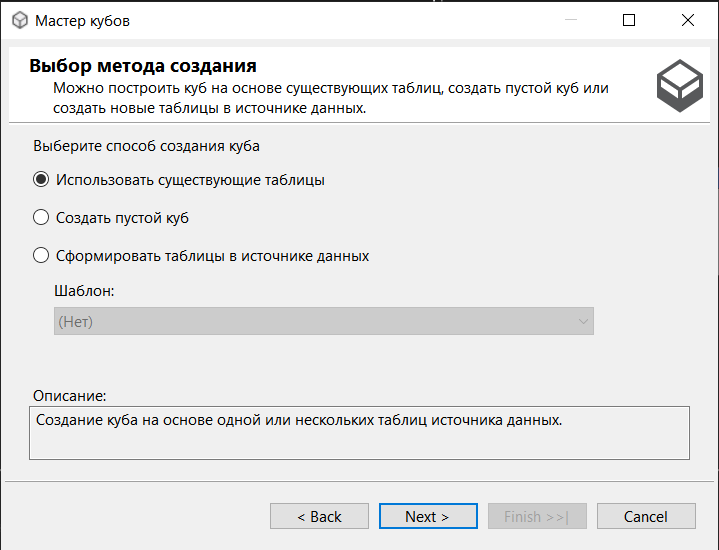 Мастер кубов
Выбор метода создания
Можно построить куб на основе существующих таблиц, создать пустой куб или
создать новые таблицы в источнике данных.
Выберите способ создания куба
Использовать существующие таблицы
Создать пустой куб
Сформировать таблицы в источнике данных
Шаблон:
(Нет)
Описание:
Создание куба на основе одной или нескольких таблиц источника данных.
< Back
Next >
Finish >>|
Cancel